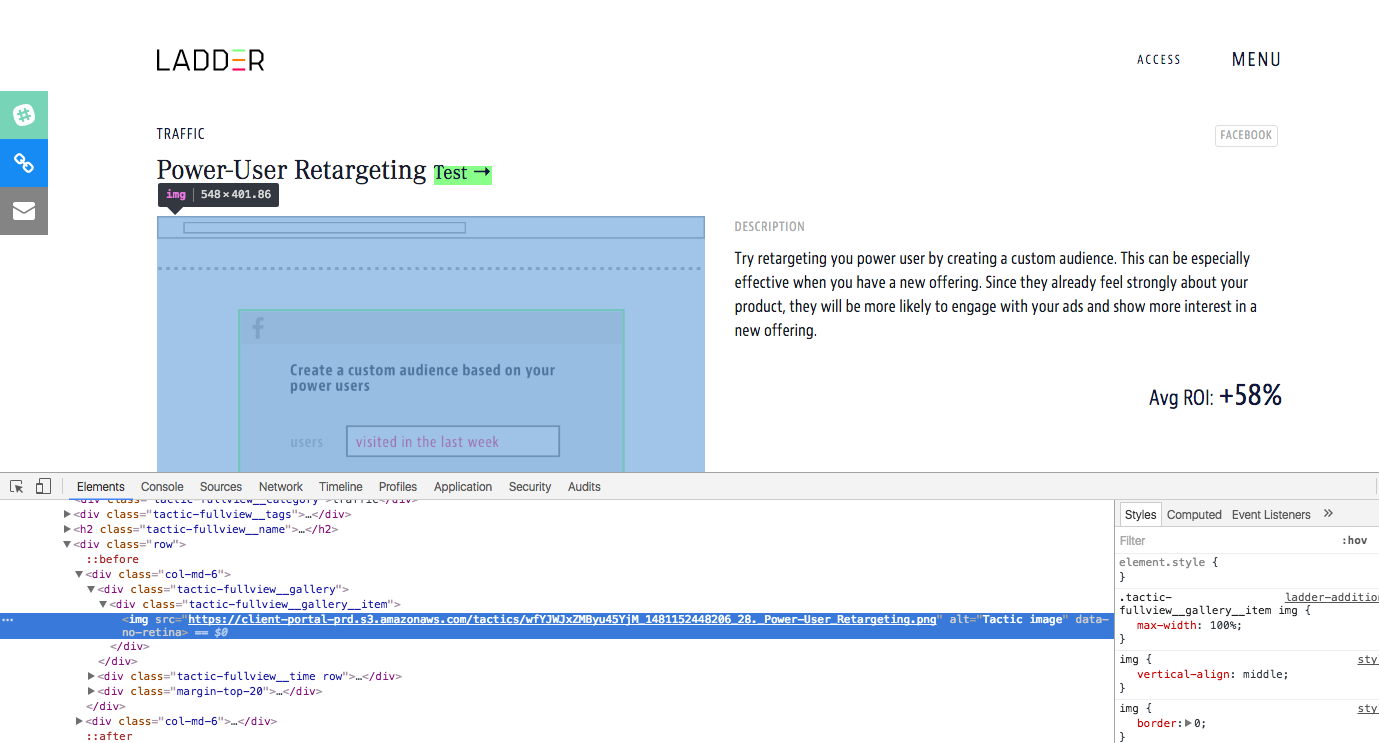 LADDER
ACCESS
MENU
TRAFFIC
FACEBOOK
Power-User Retargeting Test →
img 548×401.86
DESCRIPTION
Try retargeting you power user by creating a custom audience. This can be especially
effective when you have a new offering. Since they already feel strongly about your
product, they will be more likely to engage with your ads and show more interest in a
new offering.
Avg ROI: +58%
f
Create a custom audience based on your
power users
users visited in the last week
Elements Console Sources Network Timeline Profiles Application Security Audits
<div class="tactic-fullview__category">traffic</div>
▶<div class="tactic-fullview__tags">…</div>
▶<h2 class="tactic-fullview__name">…</h2>
▼<div class="row">
::before
▼<div class="col-md-6">
▼<div class="tactic-fullview__gallery">
▼<div class="tactic-fullview__gallery__item">
… <img src="https://client-portal-prd.s3.amazonaws.com/tactics/wfYJWJxZMByu45YjM_1481152448206_28._Power-User_Retargeting.png" alt="Tactic image" data-
no-retina> == $0
</div>
</div>
▶<div class="tactic-fullview__time row">…</div>
▶<div class="margin-top-20">…</div>
</div>
▶<div class="col-md-6">…</div>
::after
Styles Computed Event Listeners »
Filter :hov
element.style {
}
.tactic- ladder-addition
fullview__gallery__item img {
max-width: 100%;
}
img { sty
vertical-align: middle;
}
img { sty
border:▶0;
}